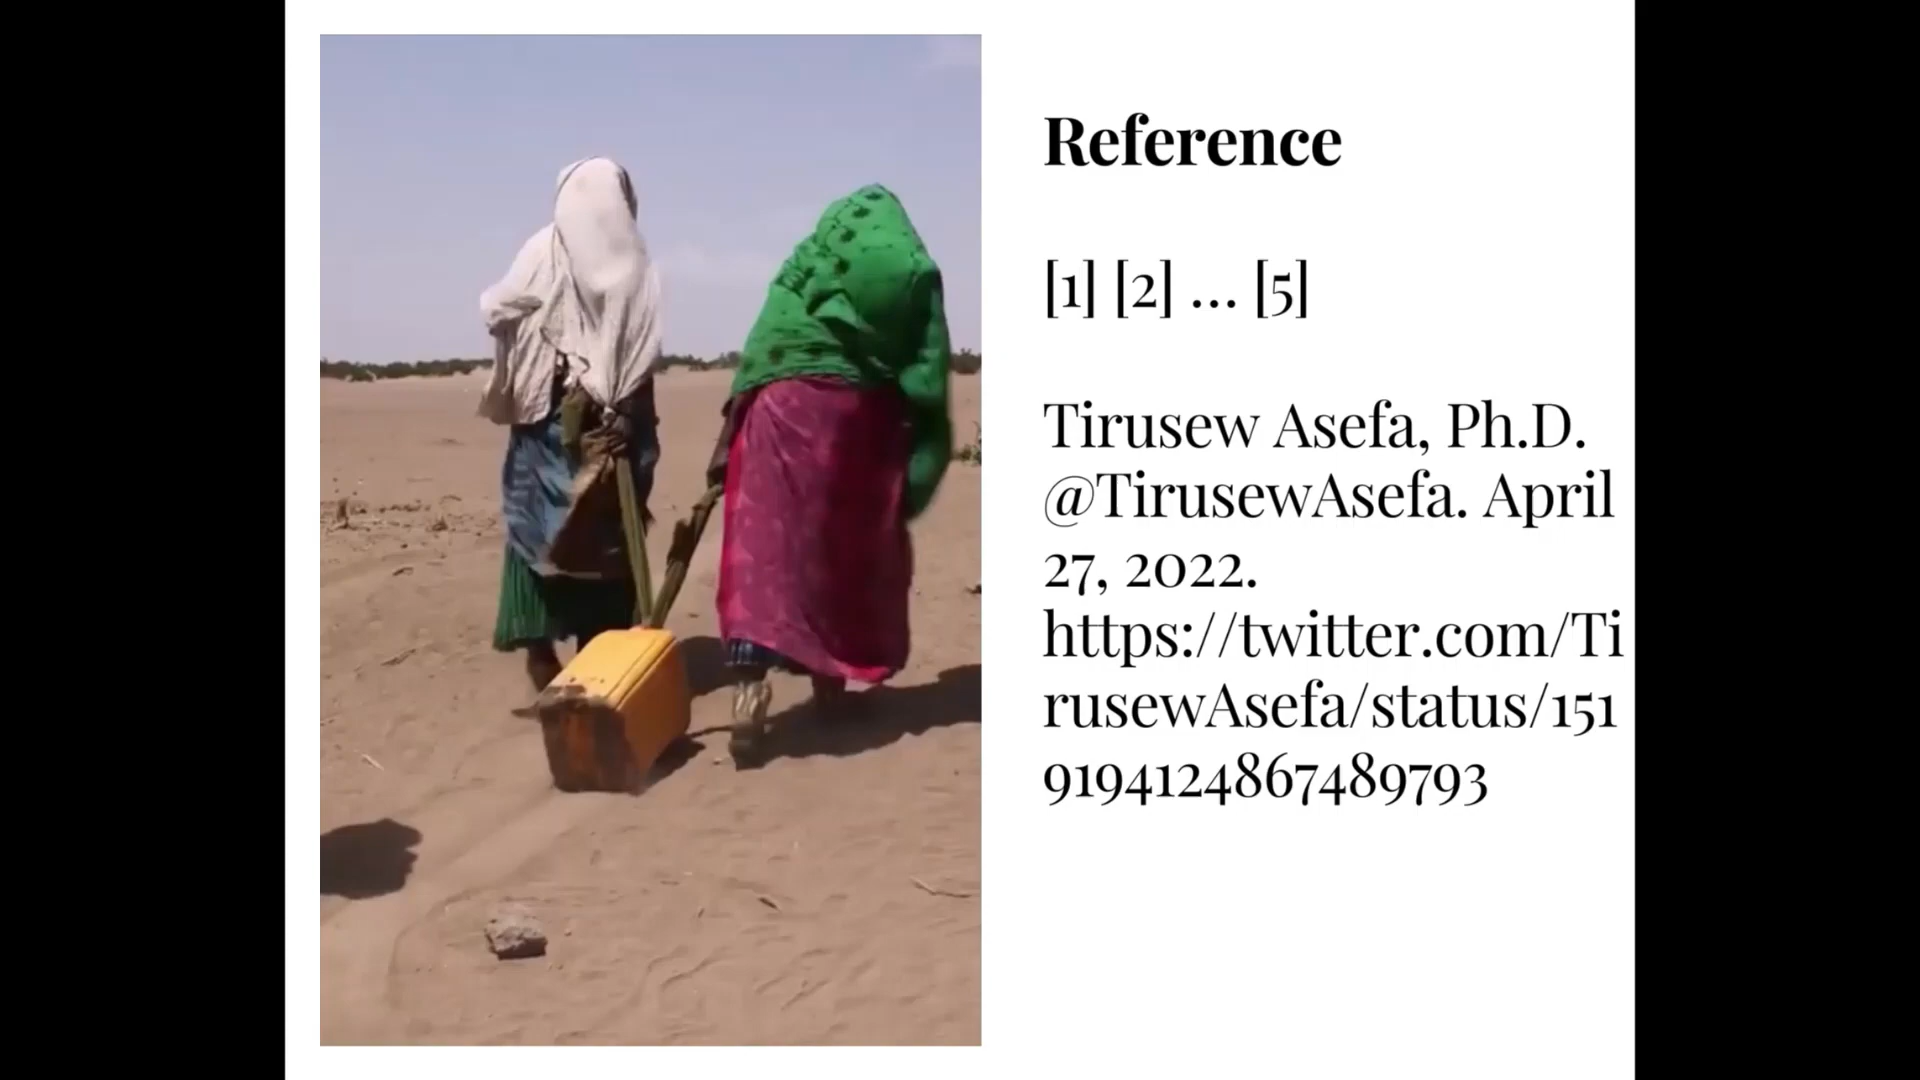 Reference
[1] [2] ... [5]
Tirusew Asefa, Ph.D.
@TirusewAsefa. April
27, 2022.
https://twitter.com/Ti
rusewAsefa/status/151
9194124867489793